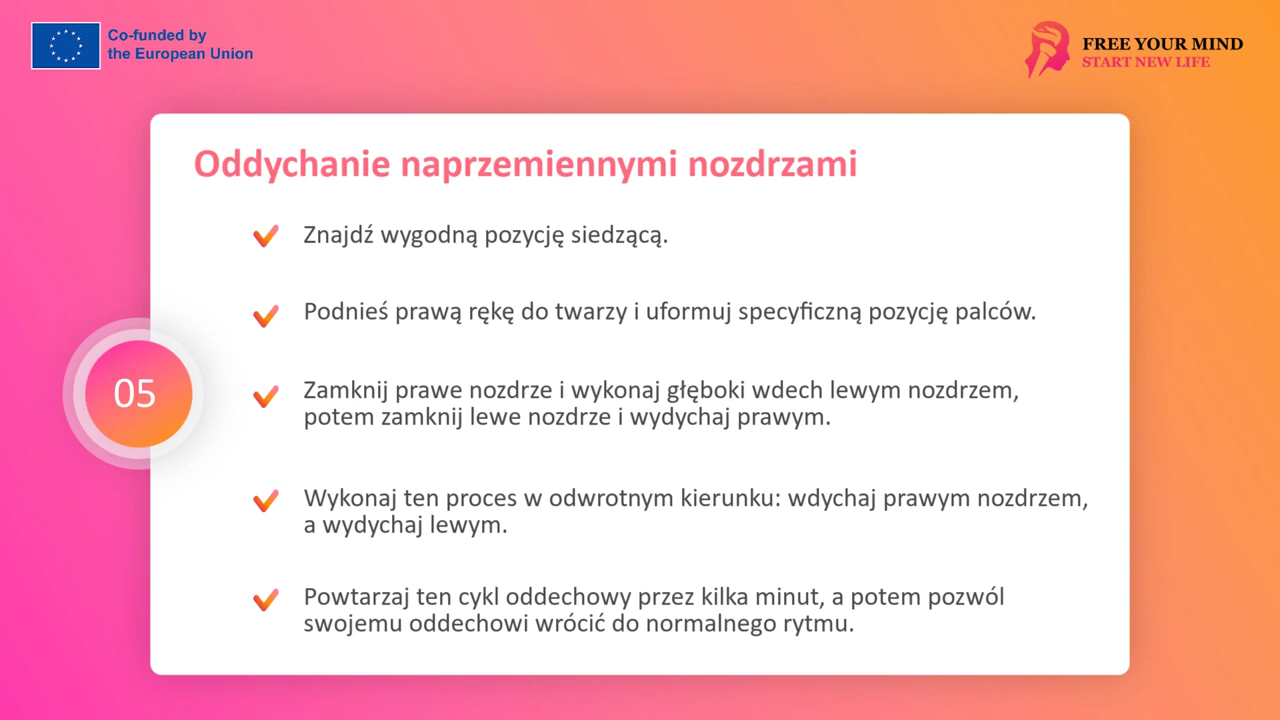 Co-funded by
the European Union
FREE YOUR MIND
START NEW LIFE
Oddychanie naprzemiennymi nozdrzami
Znajdź wygodną pozycję siedzącą.
Podnieś prawą rękę do twarzy i uformuj specyficzną pozycję palców.
05
Zamknij prawe nozdrze i wykonaj głęboki wdech lewym nozdrzem,
potem zamknij lewe nozdrze i wydychaj prawym.
Wykonaj ten proces w odwrotnym kierunku: wdychaj prawym nozdrzem,
a wydychaj lewym.
Powtarzaj ten cykl oddechowy przez kilka minut, a potem pozwól
swojemu oddechowi wrócić do normalnego rytmu.